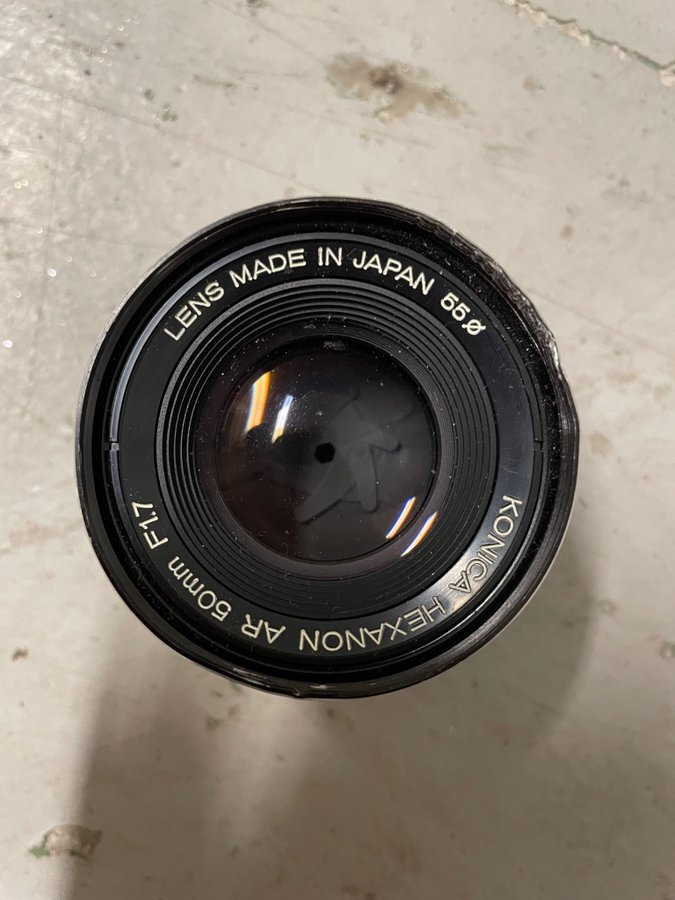 LENS MADE IN JAPAN 55Ø
KONICA HEXANON AR 50mm F1.7